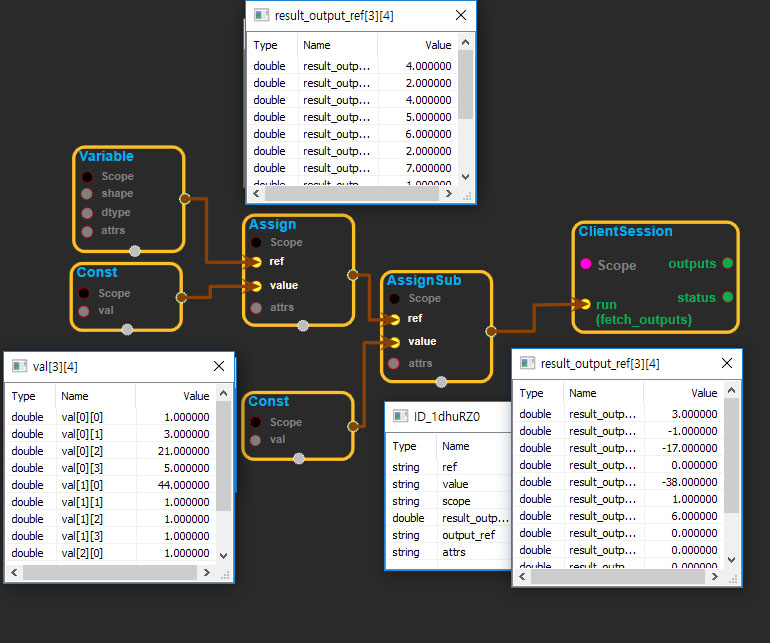 result_output_ref[3][4]
Type Name Value
double result_outp... 4.000000
double result_outp... 2.000000
double result_outp... 4.000000
double result_outp... 5.000000
double result_outp... 6.000000
double result_outp... 2.000000
double result_outp... 7.000000
double result_outp... 1.000000
Variable
Scope
shape
dtype
attrs
Const
Scope
val
Assign
Scope
ref
value
attrs
AssignSub
Scope
ref
value
attrs
ClientSession
Scope outputs
status
run
(fetch_outputs)
Const
Scope
val
val[3][4]
Type Name Value
double val[0][0] 1.000000
double val[0][1] 3.000000
double val[0][2] 21.000000
double val[0][3] 5.000000
double val[1][0] 44.000000
double val[1][1] 1.000000
double val[1][2] 1.000000
double val[1][3] 1.000000
double val[2][0] 1.000000
ID_1dhuRZ0
Type Name
string ref
string value
string scope
double result_outp...
string output_ref
string attrs
result_output_ref[3][4]
Type Name Value
double result_outp... 3.000000
double result_outp... -1.000000
double result_outp... -17.000000
double result_outp... 0.000000
double result_outp... -38.000000
double result_outp... 1.000000
double result_outp... 6.000000
double result_outp... 0.000000
double result_outp... 0.000000
double result_outp... 0.000000